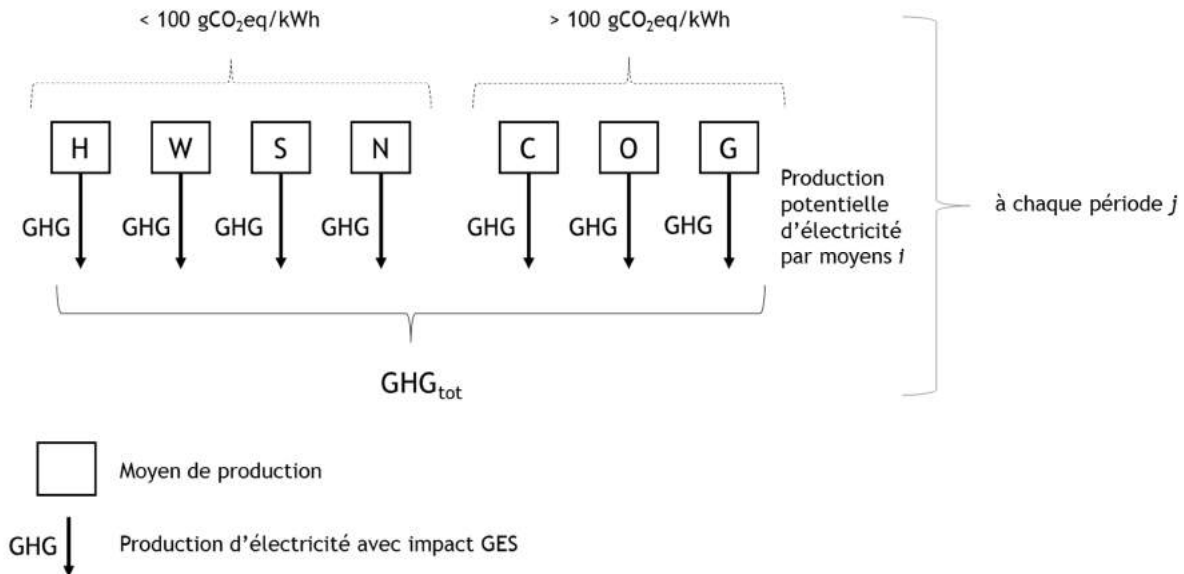 < 100 gCO₂eq/kWh
> 100 gCO₂eq/kWh
H W S N C O G
GHG GHG GHG GHG GHG GHG GHG
Production
potentielle
d'électricité
par moyens i
à chaque période j
GHGtot
Moyen de production
GHG Production d'électricité avec impact GES